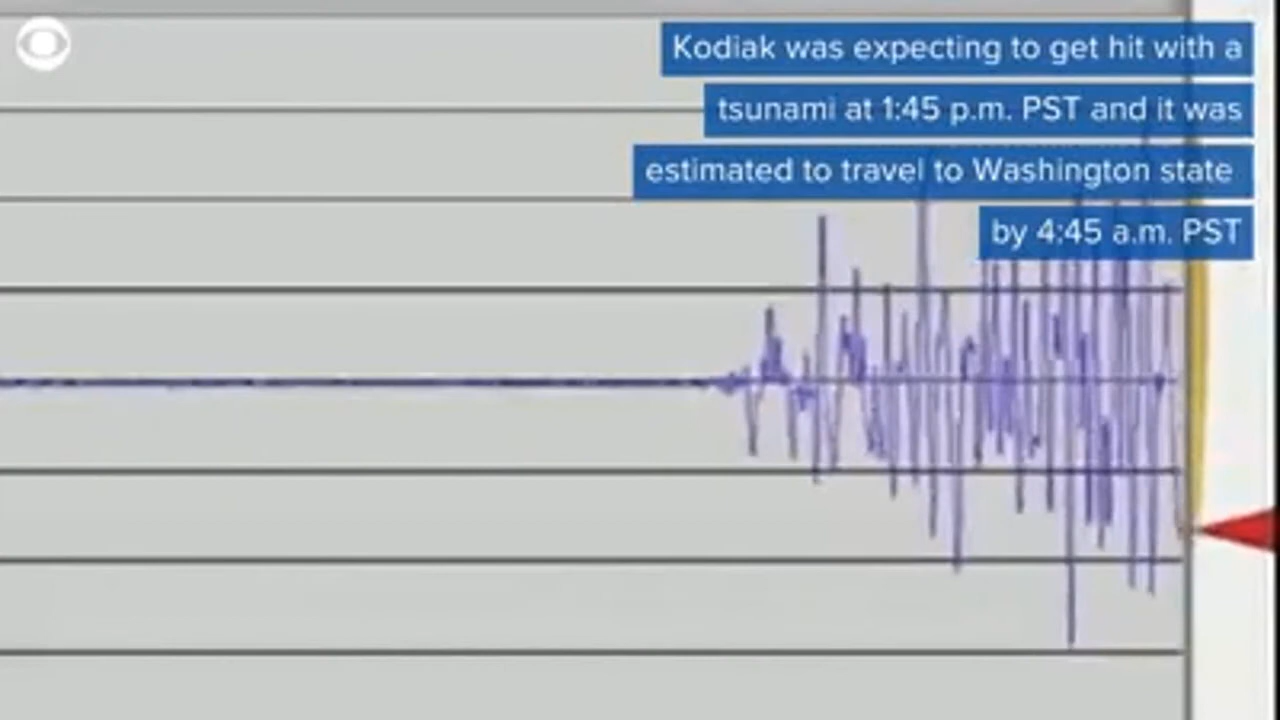 Kodiak was expecting to get hit with a
tsunami at 1:45 p.m. PST and it was
estimated to travel to Washington state
by 4:45 a.m. PST